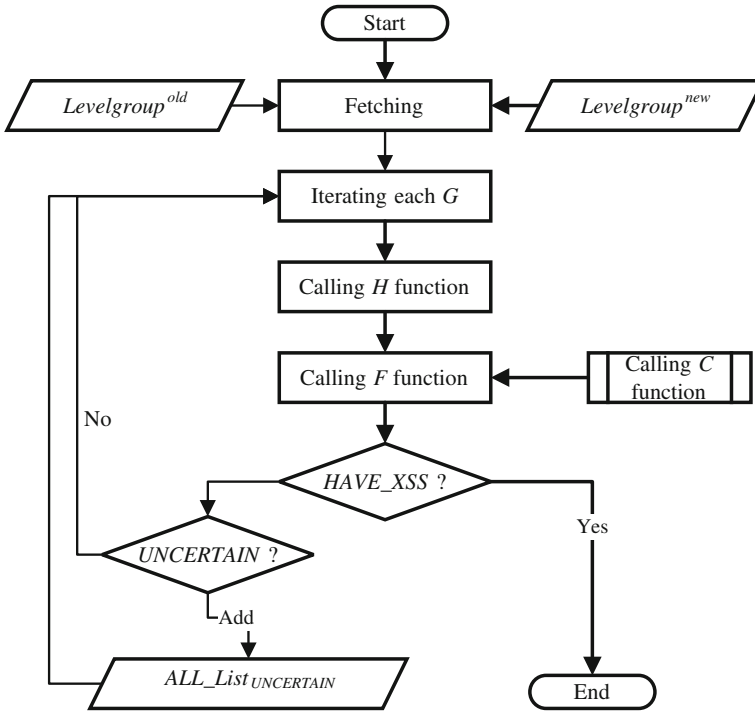 Start
Levelgroup old
Fetching
Levelgroup new
Iterating each G
Calling H function
Calling F function
Calling C
function
No
HAVE_XSS ?
Yes
UNCERTAIN ?
Add
ALL_List UNCERTAIN
End